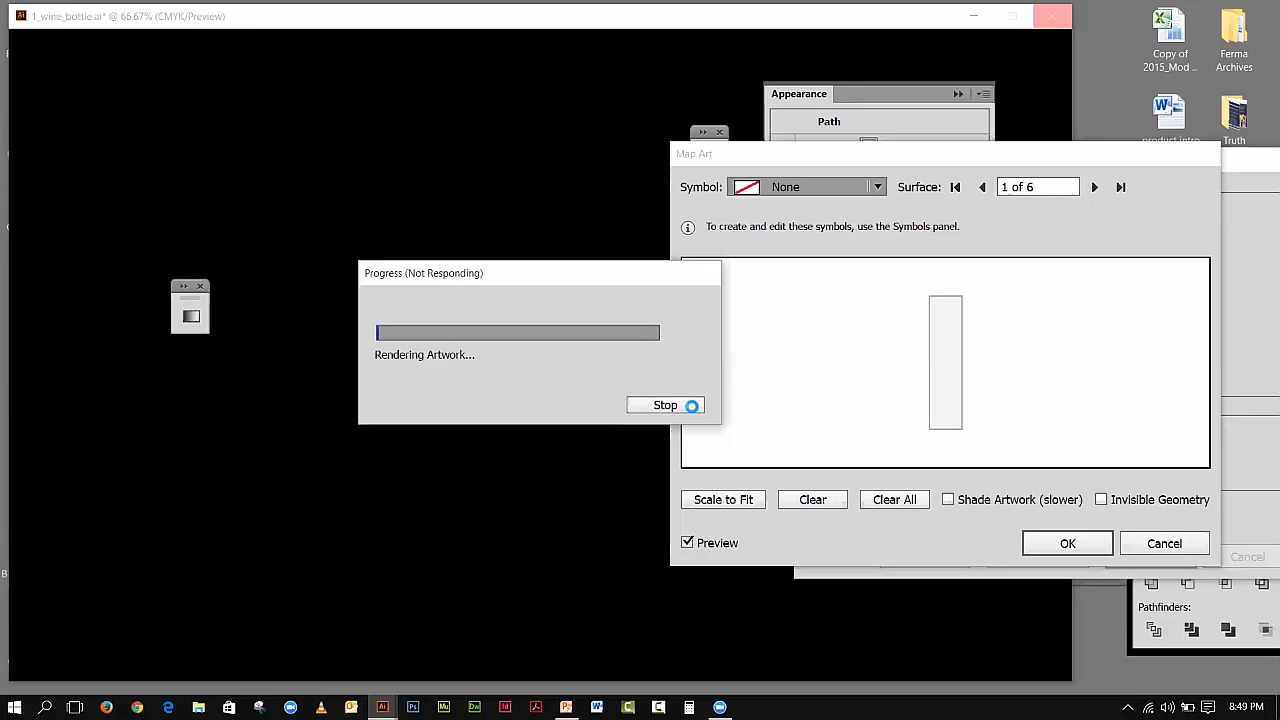 1_wine_bottle.ai* @ 66.67% (CMYK/Preview)
Copy of
2015_Mod ...
Ferma
Archives
Appearance
Path
product intro
Truth
Map Art
Symbol:
None
Surface:
1 of 6
To create and edit these symbols, use the Symbols panel.
Progress (Not Responding)
Rendering Artwork...
Stop
Scale to Fit
Clear
Clear All
Shade Artwork (slower)
Invisible Geometry
Preview
OK
Cancel
Cancel
Pathfinders:
8:49 PM